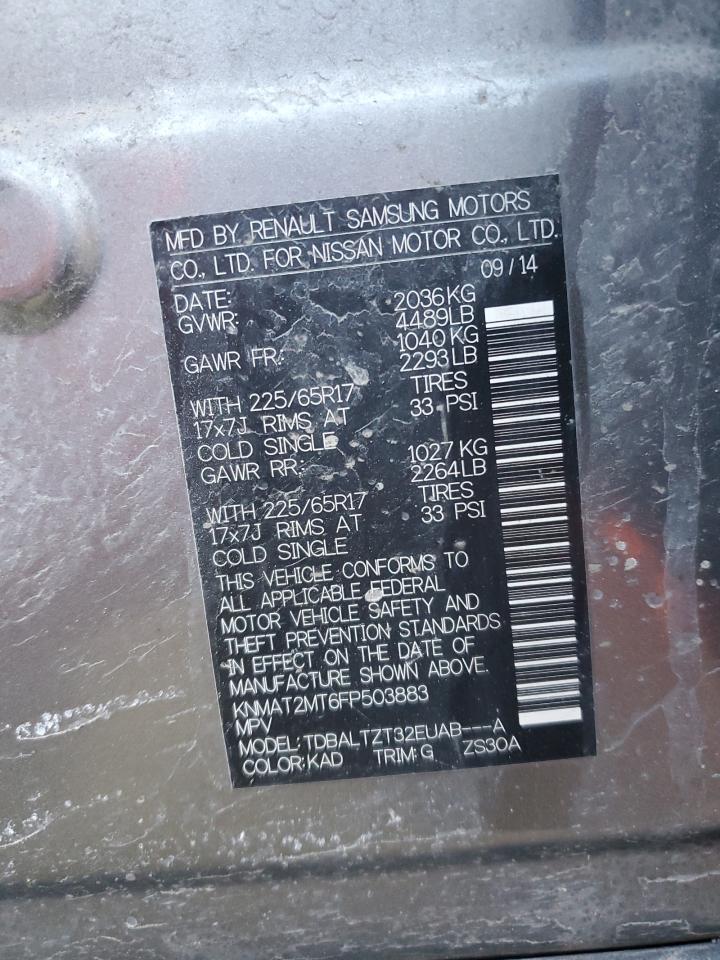 MFD BY RENAULT SAMSUNG MOTORS
CO., LTD. FOR NISSAN MOTOR CO., LTD.
DATE: 09/14
GVWR: 2036KG
4489LB
GAWR FR: 1040 KG
2293LB
WITH 225/65R17 TIRES
17x7J RIMS AT 33 PSI
COLD SINGLE
GAWR RR: 1027 KG
2264LB
WITH 225/65R17 TIRES
17x7J RIMS AT 33 PSI
COLD SINGLE
THIS VEHICLE CONFORMS TO
ALL APPLICABLE FEDERAL
MOTOR VEHICLE SAFETY AND
THEFT PREVENTION STANDARDS
IN EFFECT ON THE DATE OF
MANUFACTURE SHOWN ABOVE.
KNMAT2MT6FP503883
MPV
MODEL: TDBALTZT32EUAB---A
COLOR: KAD TRIM: G ZS30A